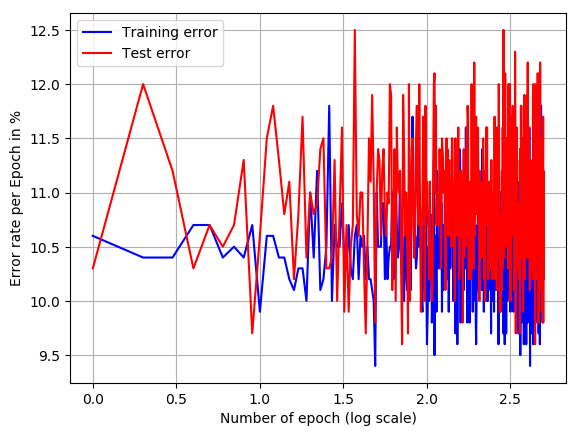 Training error
Test error
12.5
12.0
11.5
11.0
10.5
10.0
9.5
Error rate per Epoch in %
0.0 0.5 1.0 1.5 2.0 2.5
Number of epoch (log scale)